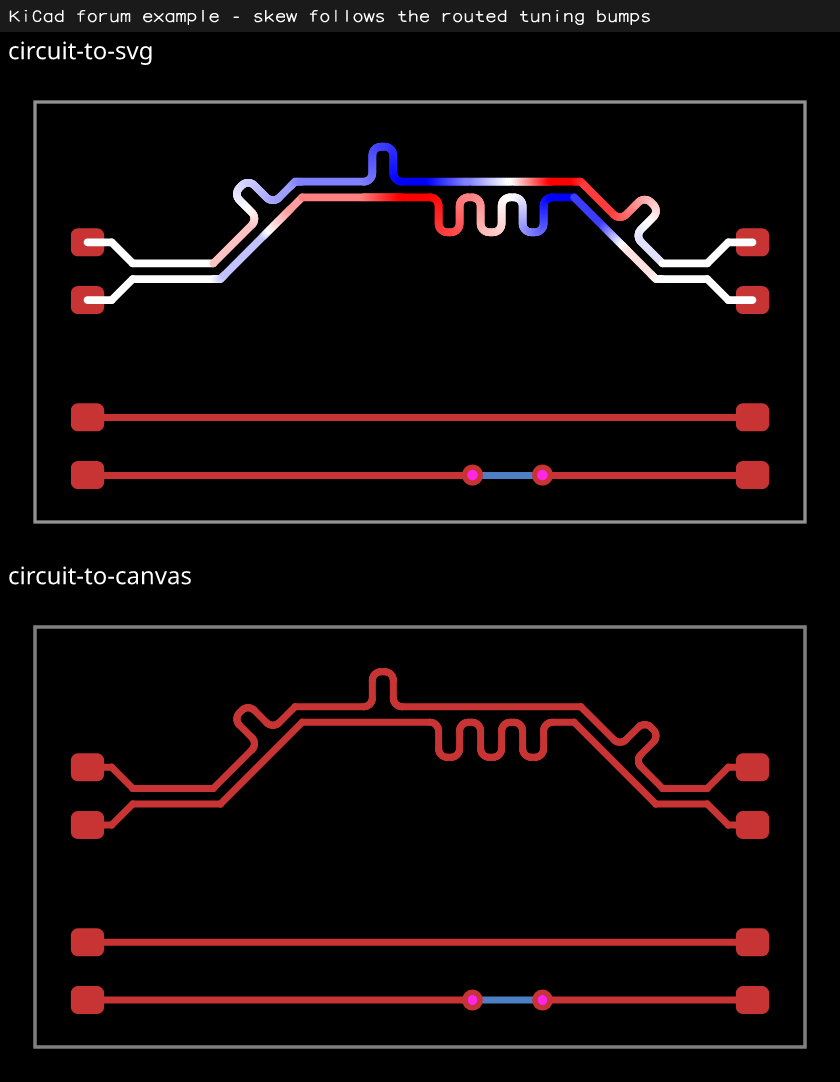 KiCad forum example - skew follows the routed tuning bumps
circuit-to-svg
circuit-to-canvas